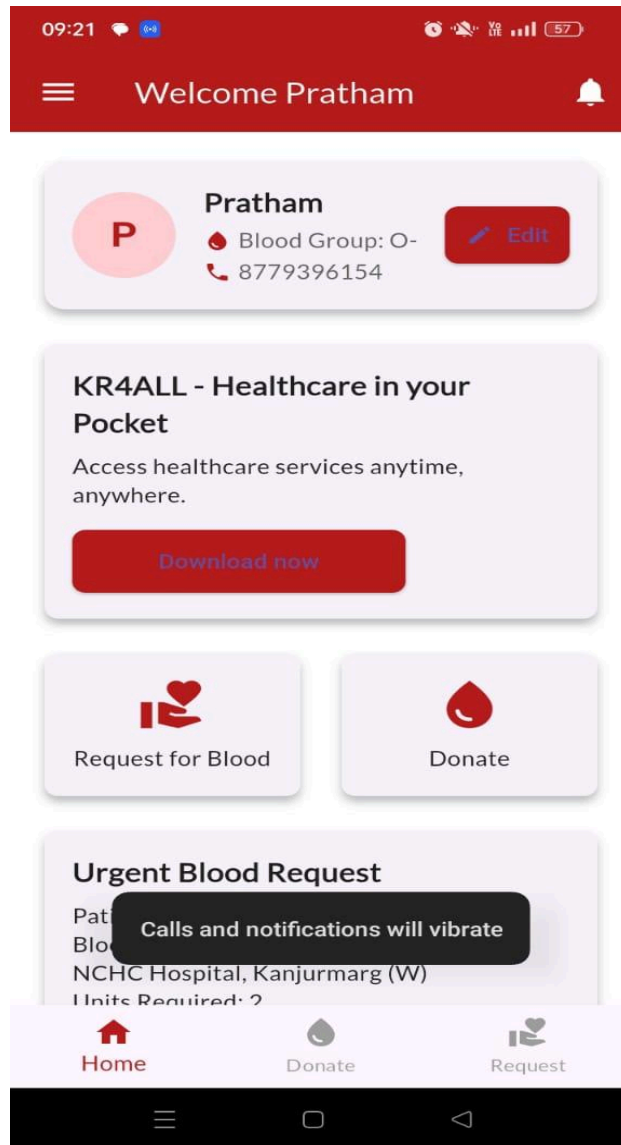 09:21
Vo
LTE
57
Welcome Pratham
P
Pratham
Blood Group: O-
8779396154
Edit
KR4ALL - Healthcare in your
Pocket
Access healthcare services anytime,
anywhere.
Download now
Request for Blood
Donate
Urgent Blood Request
Calls and notifications will vibrate
NCHC Hospital, Kanjurmarg (W)
Units Required: 2
Home
Donate
Request